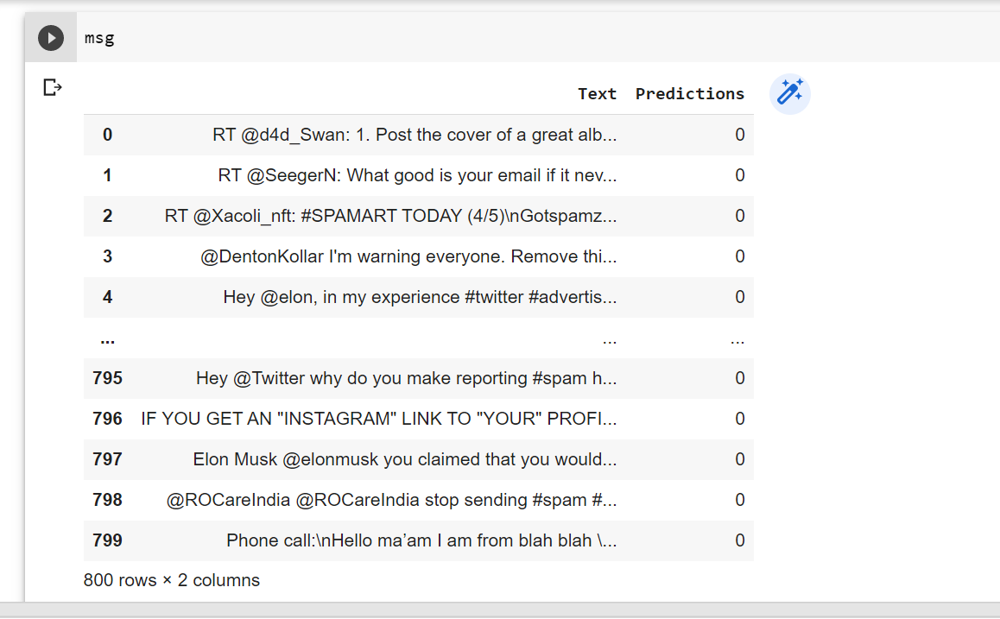 msg
Text Predictions
0 RT @d4d_Swan: 1. Post the cover of a great alb... 0
1 RT @SeegerN: What good is your email if it nev... 0
2 RT @Xacoli_nft: #SPAMART TODAY (4/5)\nGotspamz... 0
3 @DentonKollar I'm warning everyone. Remove thi... 0
4 Hey @elon, in my experience #twitter #advertis... 0
... ... ...
795 Hey @Twitter why do you make reporting #spam h... 0
796 IF YOU GET AN "INSTAGRAM" LINK TO "YOUR" PROFI... 0
797 Elon Musk @elonmusk you claimed that you would... 0
798 @ROCareIndia @ROCareIndia stop sending #spam #... 0
799 Phone call:\nHello ma’am I am from blah blah \... 0
800 rows × 2 columns